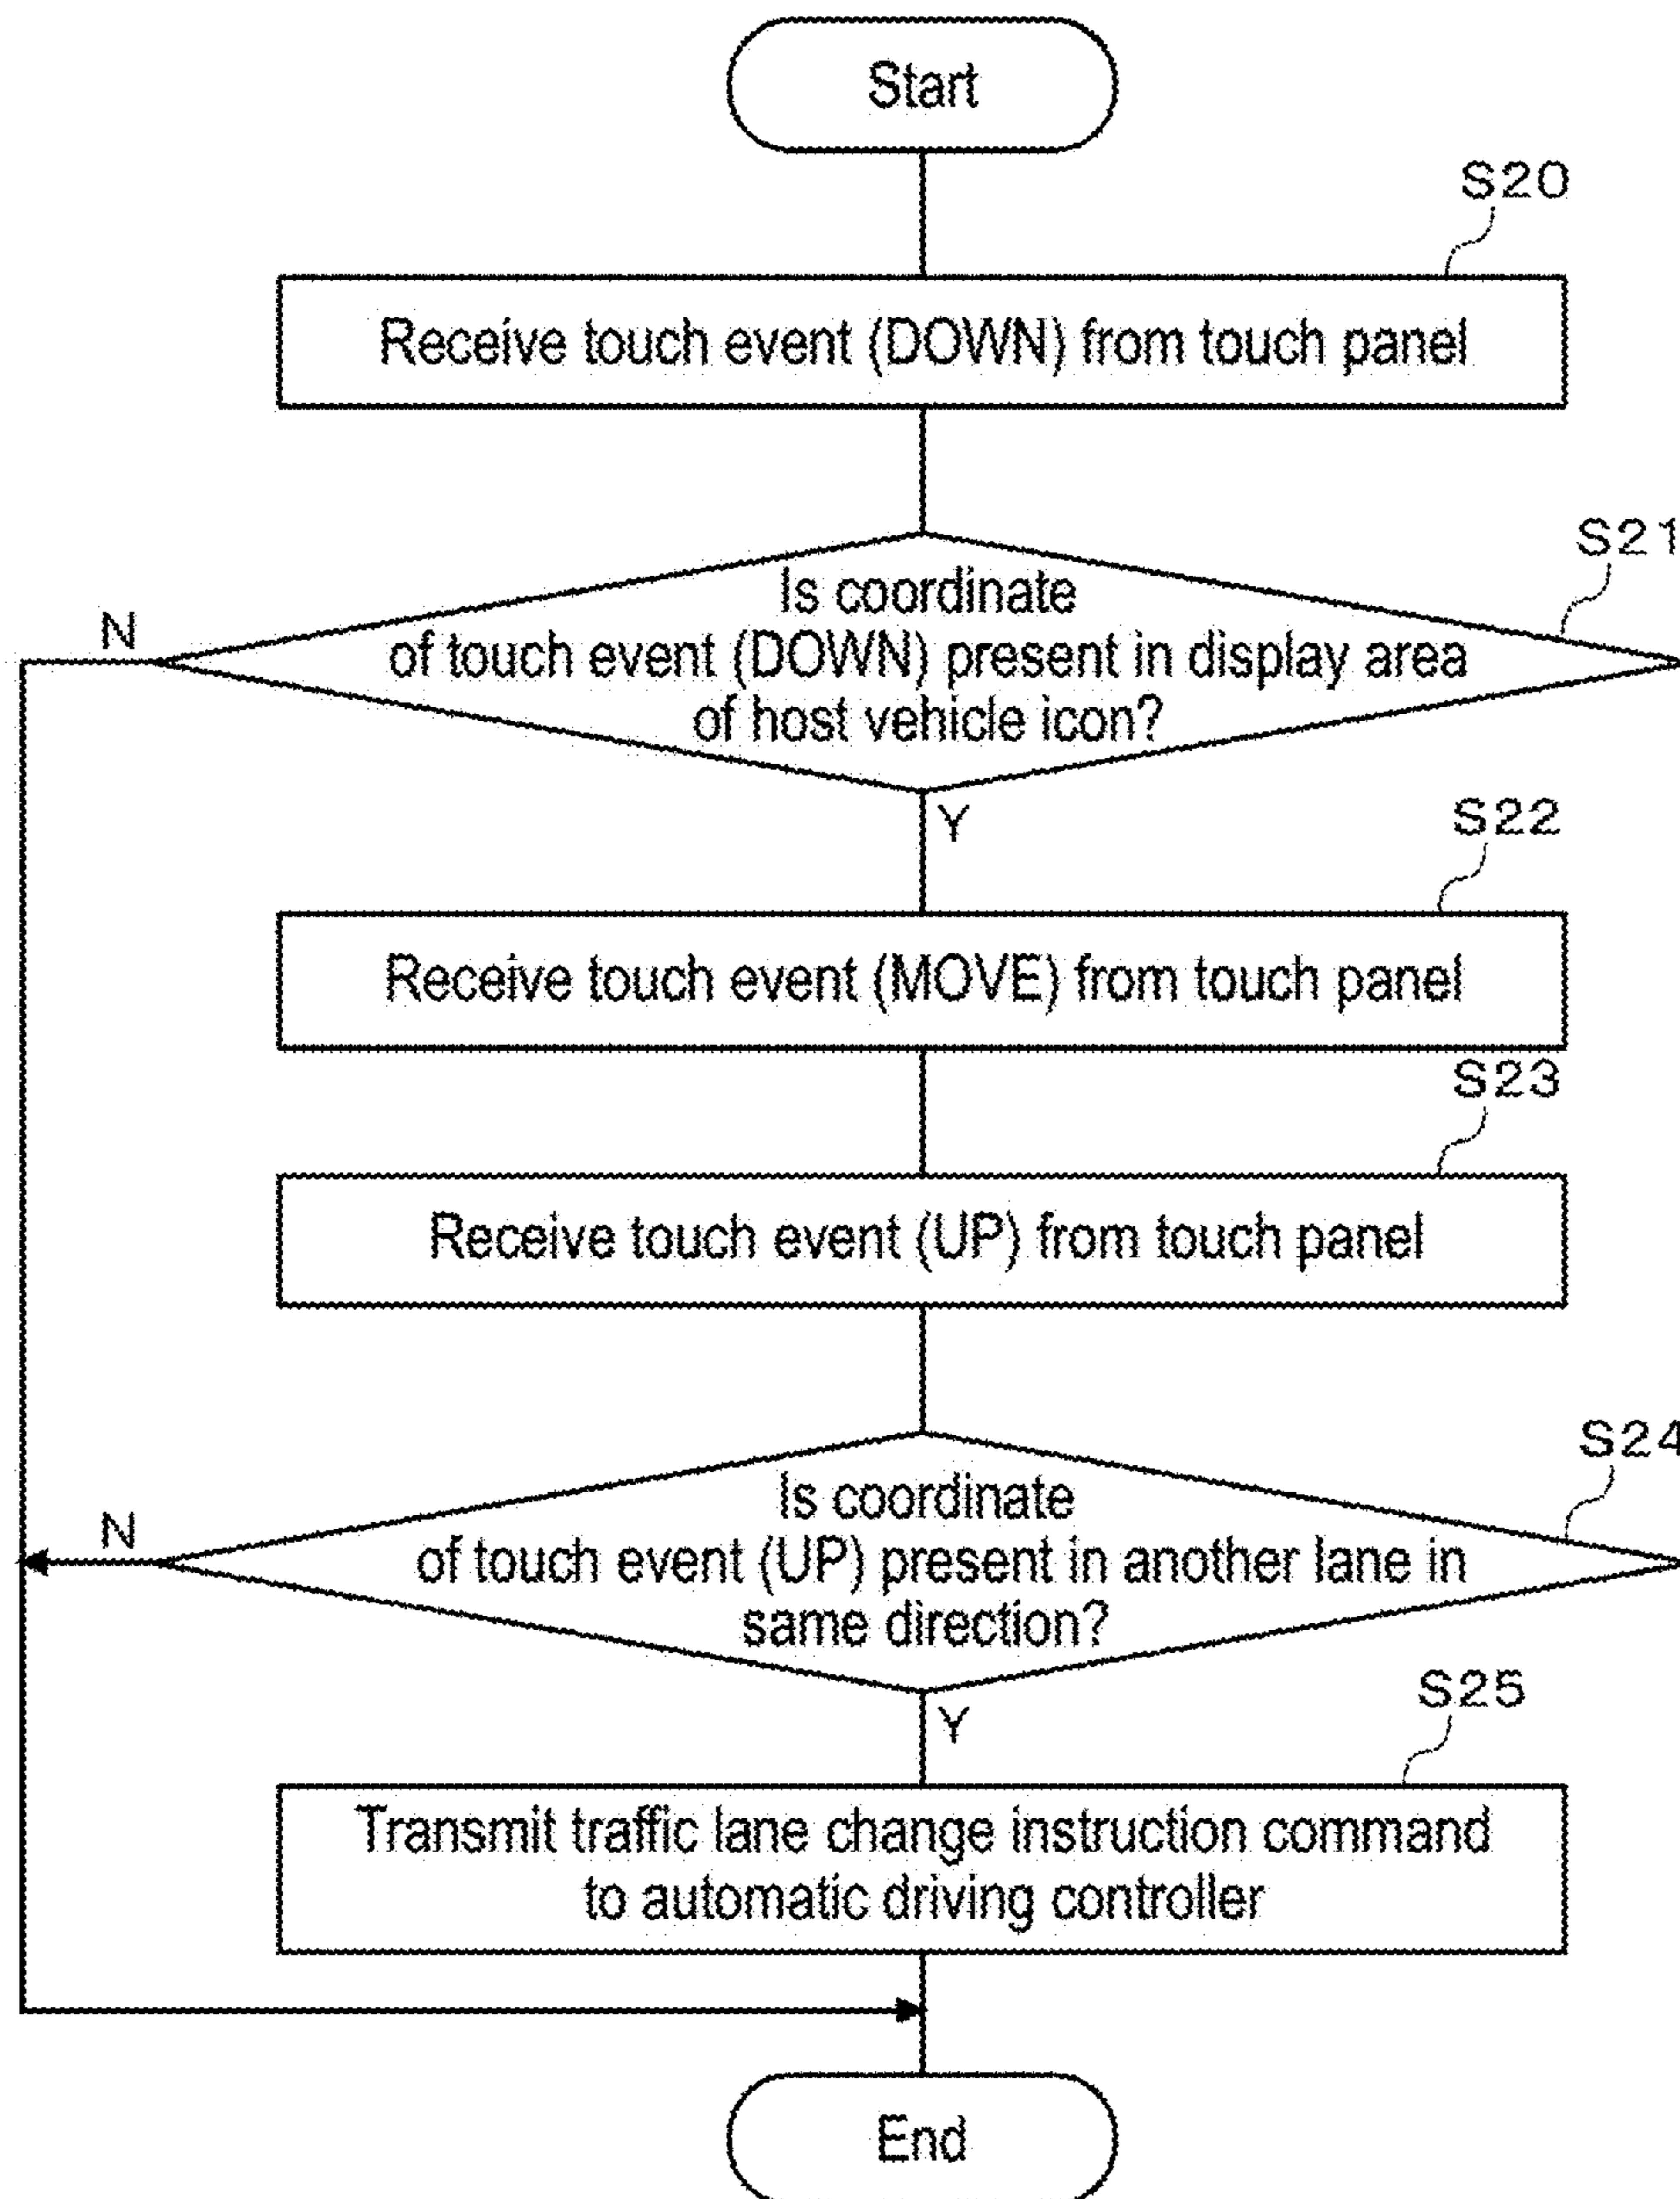 Start
S20
Receive touch event (DOWN) from touch panel
S21
Is coordinate
of touch event (DOWN) present in display area
of host vehicle icon?
N
Y
S22
Receive touch event (MOVE) from touch panel
S23
Receive touch event (UP) from touch panel
S24
Is coordinate
of touch event (UP) present in another lane in
same direction?
N
Y
S25
Transmit traffic lane change instruction command
to automatic driving controller
End